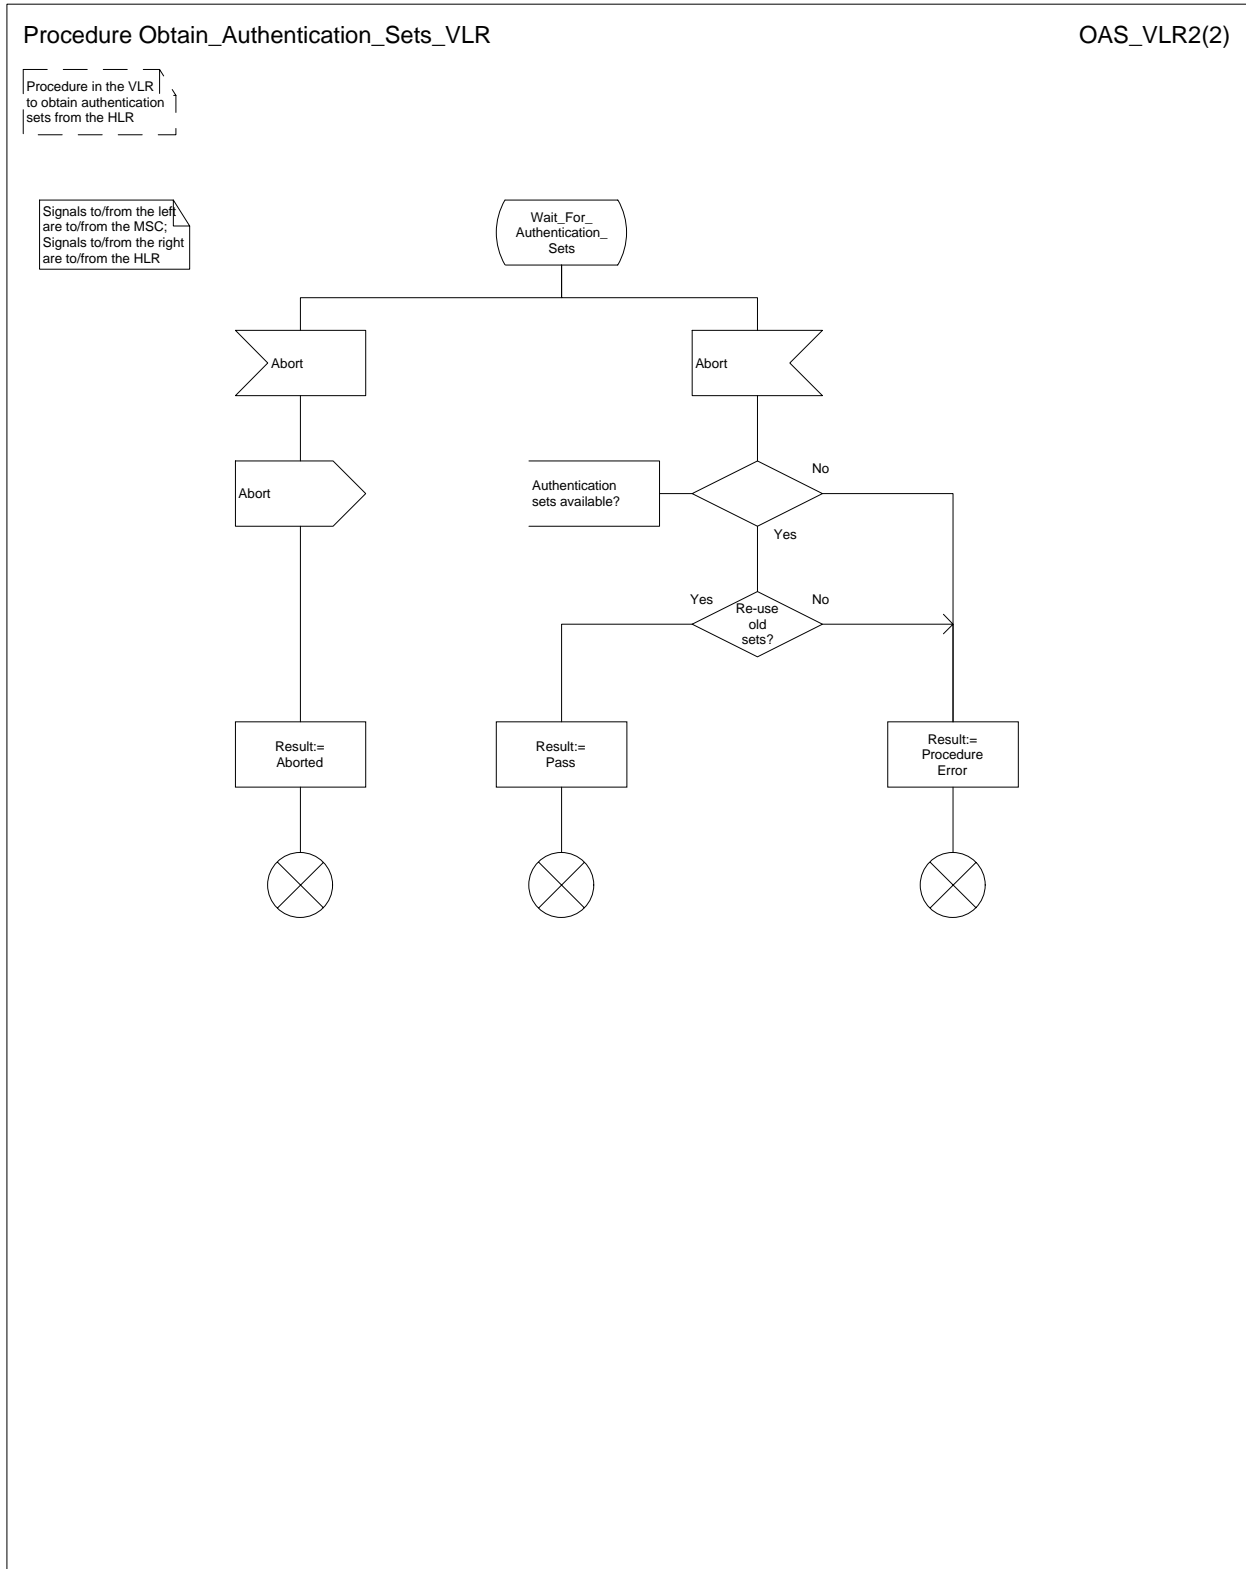 Procedure Obtain_Authentication_Sets_VLR
OAS_VLR2(2)
Procedure in the VLR
to obtain authentication
sets from the HLR
Signals to/from the left
are to/from the MSC;
Signals to/from the right
are to/from the HLR
Wait_For_
Authentication_
Sets
Abort
Abort
Abort
Authentication
sets available?
No
Yes
Yes
Re-use
old
sets?
No
Result:=
Aborted
Result:=
Pass
Result:=
Procedure
Error